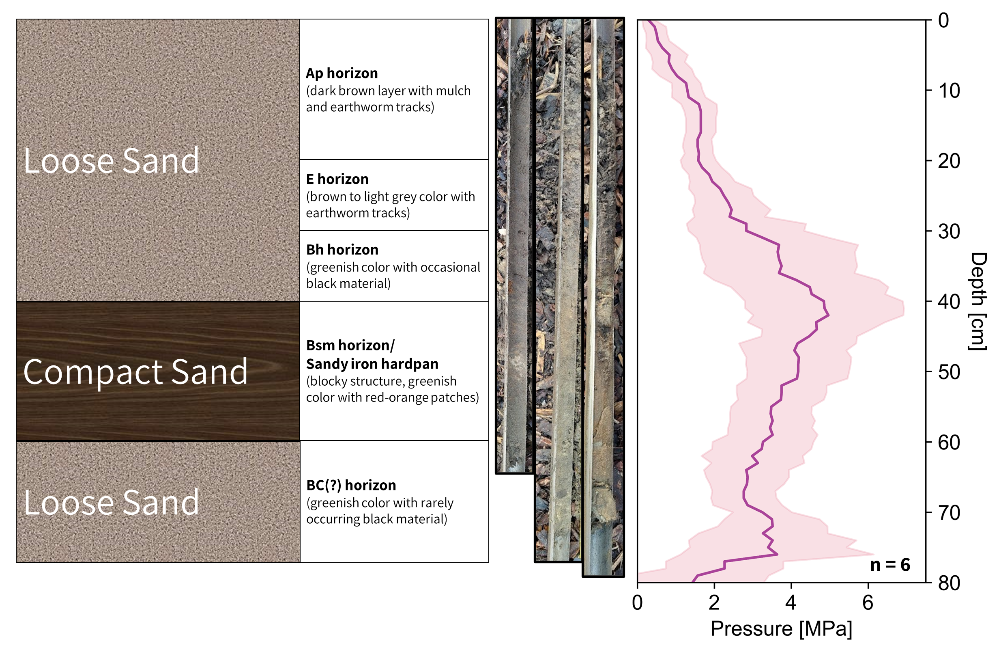 Loose Sand
Compact Sand
Loose Sand
Ap horizon
(dark brown layer with mulch
and earthworm tracks)
E horizon
(brown to light grey color with
earthworm tracks)
Bh horizon
(greenish color with occasional
black material)
Bsm horizon/
Sandy iron hardpan
(blocky structure, greenish
color with red-orange patches)
BC(?) horizon
(greenish color with rarely
occurring black material)
0
10
20
30
40
50
60
70
80
Depth [cm]
n = 6
0 2 4 6
Pressure [MPa]